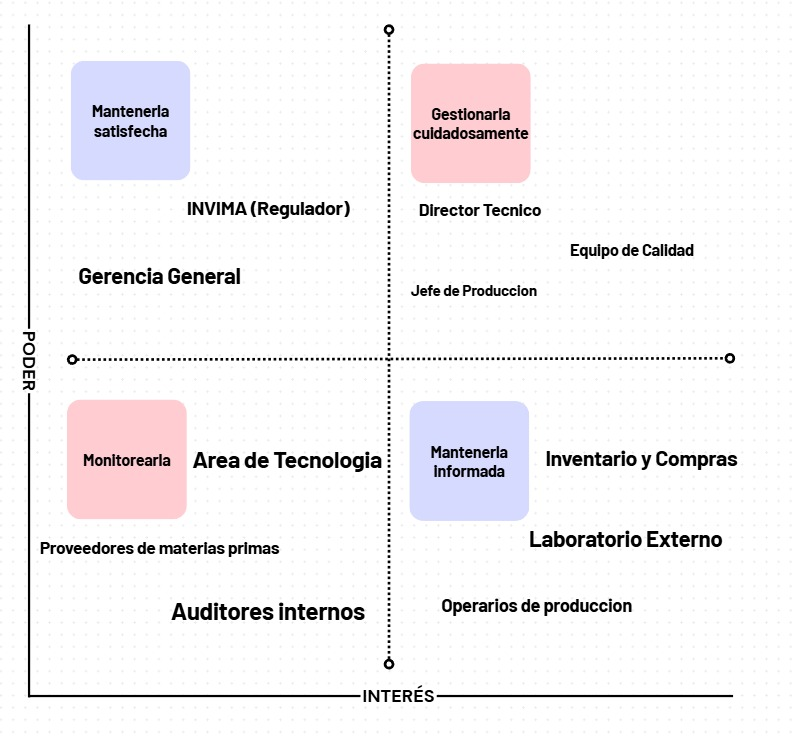 Mantenerla
satisfecha
Gestionarla
cuidadosamente
INVIMA (Regulador)
Director Tecnico
Equipo de Calidad
Gerencia General
Jefe de Produccion
PODER
Monitorearla
Area de Tecnologia
Mantenerla
Informada
Inventario y Compras
Proveedores de materias primas
Laboratorio Externo
Auditores internos
Operarios de produccion
INTERÉS